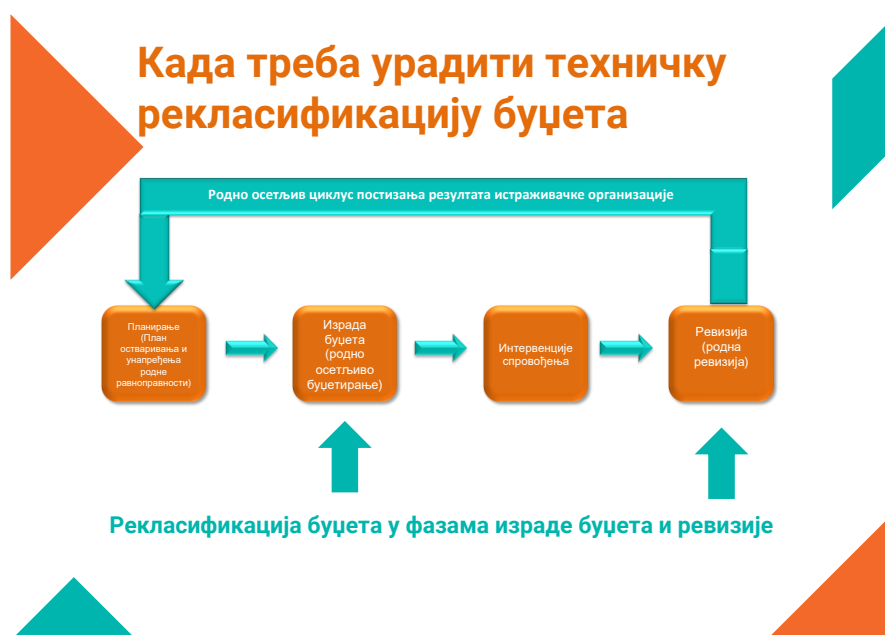 Када треба урадити техничку
рекласификацију буџета
Родно осетљив циклус постизања резултата истраживачке организације
Планирање
(План
остваривања и
унапређења
родне
равноправности)
Израда
буџета
(родно
осетљиво
буџетирање)
Интервенције
спровођења
Ревизија
(родна
ревизија)
Рекласификација буџета у фазама израде буџета и ревизије